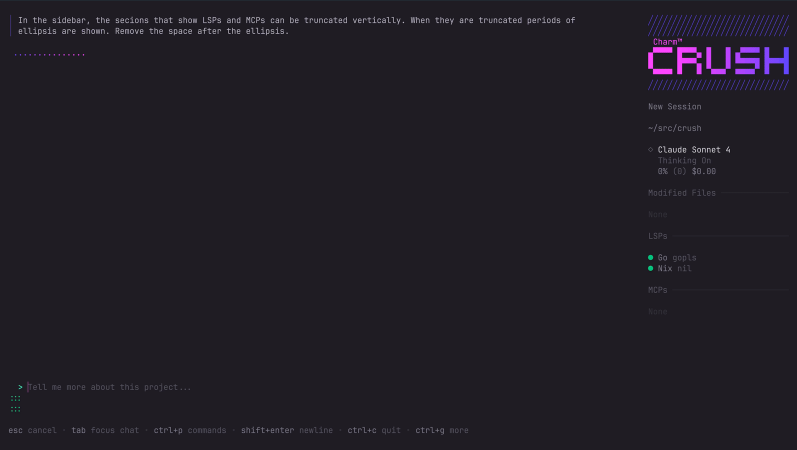 In the sidebar, the secions that show LSPs and MCPs can be truncated vertically. When they are truncated periods of
ellipsis are shown. Remove the space after the ellipsis.
Charm™
CRUSH
New Session
~/src/crush
◇ Claude Sonnet 4
Thinking On
0% (0) $0.00
Modified Files
None
LSPs
● Go gopls
● Nix nil
MCPs
None
> Tell me more about this project...
:::
:::
esc cancel · tab focus chat · ctrl+p commands · shift+enter newline · ctrl+c quit · ctrl+g more